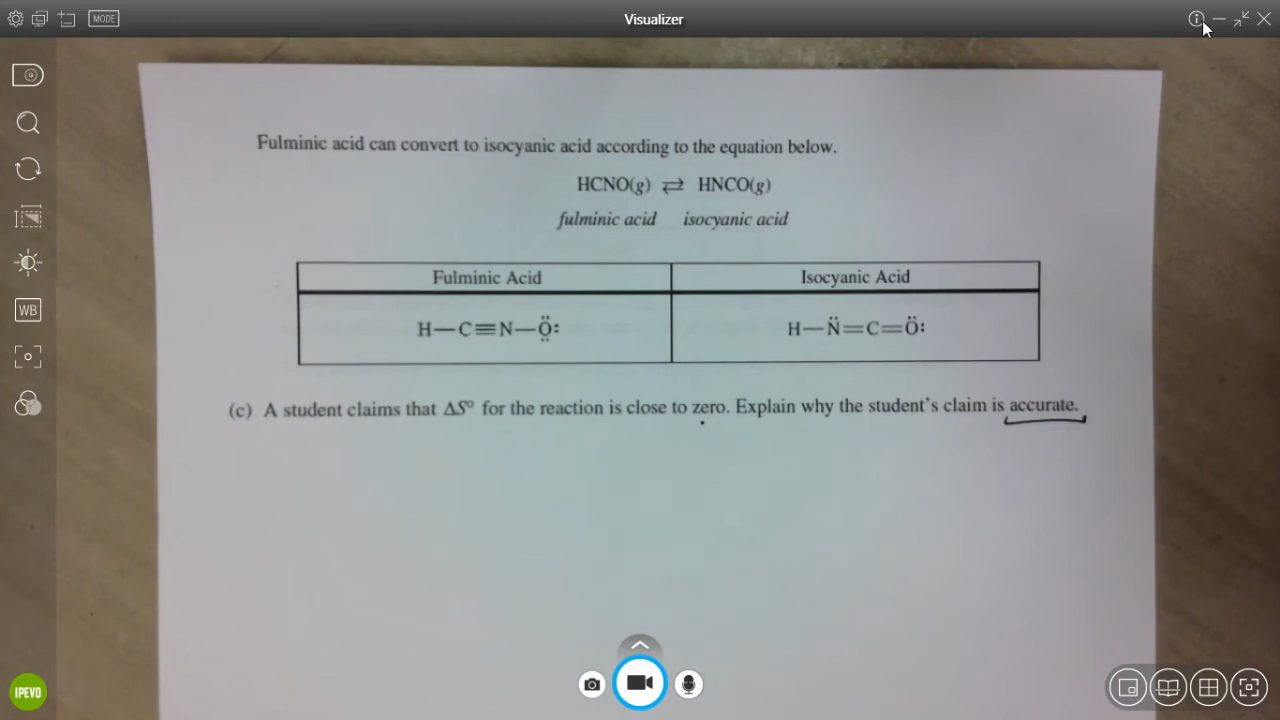 MODE
Visualizer
Fulminic acid can convert to isocyanic acid according to the equation below.
HCNO(g) ⇄ HNCO(g)
fulminic acid isocyanic acid
Fulminic Acid Isocyanic Acid
H—C≡N—Ö̤: H—N̈=C=Ö:
(c) A student claims that ΔS° for the reaction is close to zero. Explain why the student's claim is accurate.
WB
IPEVO